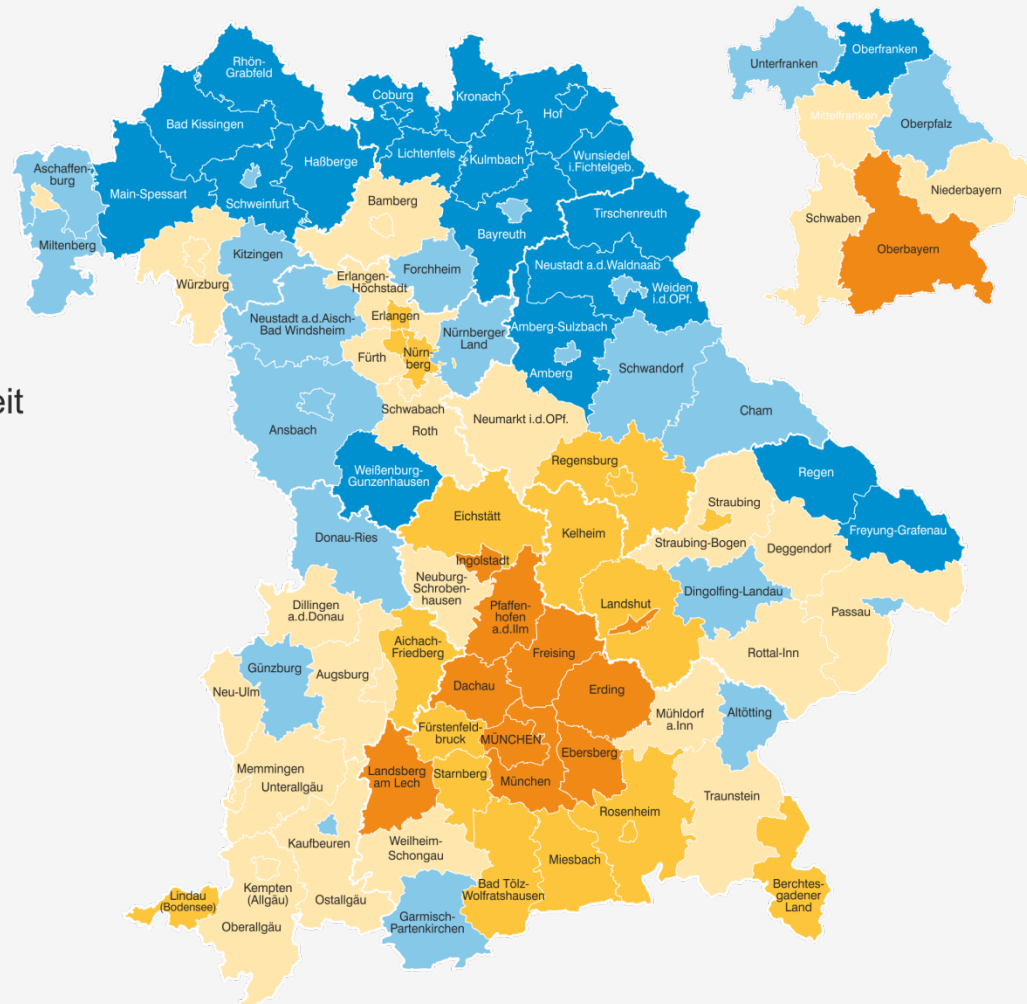 Rhön-
Grabfeld
Coburg
Kronach
Hof
Bad Kissingen
Lichtenfels
Kulmbach
Wunsiedel
i.Fichtelgeb.
Haßberge
Aschaffen-
burg
Main-Spessart
Schweinfurt
Bamberg
Bayreuth
Tirschenreuth
Miltenberg
Kitzingen
Forchheim
Neustadt a.d.Waldnaab
Würzburg
Erlangen-
Höchstadt
Weiden
i.d.OPf.
Neustadt a.d.Aisch-
Bad Windsheim
Erlangen
Nürnberger
Land
Amberg-Sulzbach
Fürth
Nürn-
berg
Amberg
Schwandorf
eit
Ansbach
Schwabach
Roth
Neumarkt i.d.OPf.
Cham
Weißenburg-
Gunzenhausen
Regensburg
Regen
Eichstätt
Straubing
Freyung-Grafenau
Donau-Ries
Kelheim
Straubing-Bogen
Deggendorf
Ingolstadt
Neuburg-
Schroben-
hausen
Dingolfing-Landau
Dillingen
a.d.Donau
Pfaffen-
hofen
a.d.Ilm
Landshut
Passau
Aichach-
Friedberg
Freising
Rottal-Inn
Günzburg
Augsburg
Neu-Ulm
Dachau
Erding
Mühldorf
a.Inn
Altötting
Fürstenfeld-
bruck
MÜNCHEN
Ebersberg
Memmingen
Unterallgäu
Landsberg
am Lech
Starnberg
München
Traunstein
Rosenheim
Kaufbeuren
Weilheim-
Schongau
Miesbach
Lindau
(Bodensee)
Kempten
(Allgäu)
Ostallgäu
Bad Tölz-
Wolfratshausen
Berchtes-
gadener
Land
Oberallgäu
Garmisch-
Partenkirchen
Unterfranken
Oberfranken
Mittelfranken
Oberpfalz
Niederbayern
Schwaben
Oberbayern